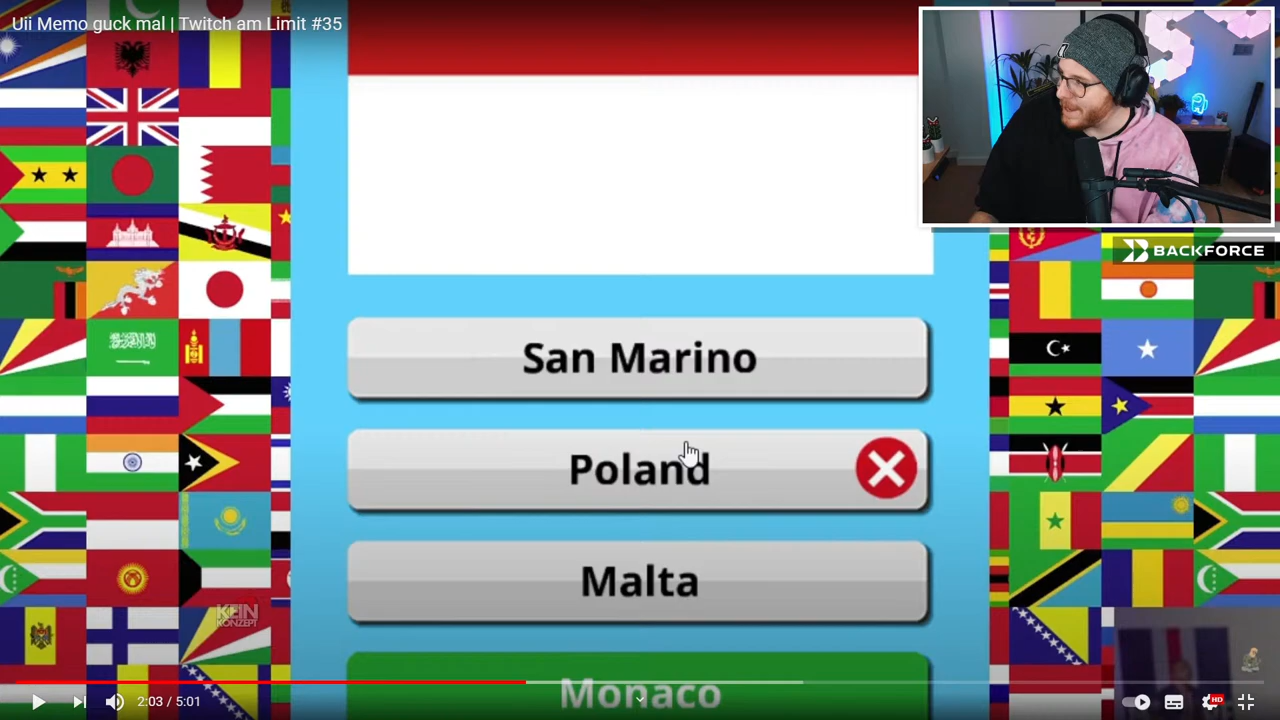 Uii Memo guck mal | Twitch am Limit #35
BACKFORCE
San Marino
Poland
Malta
KEIN
KONZEPT
Monaco
2:03 / 5:01
HD